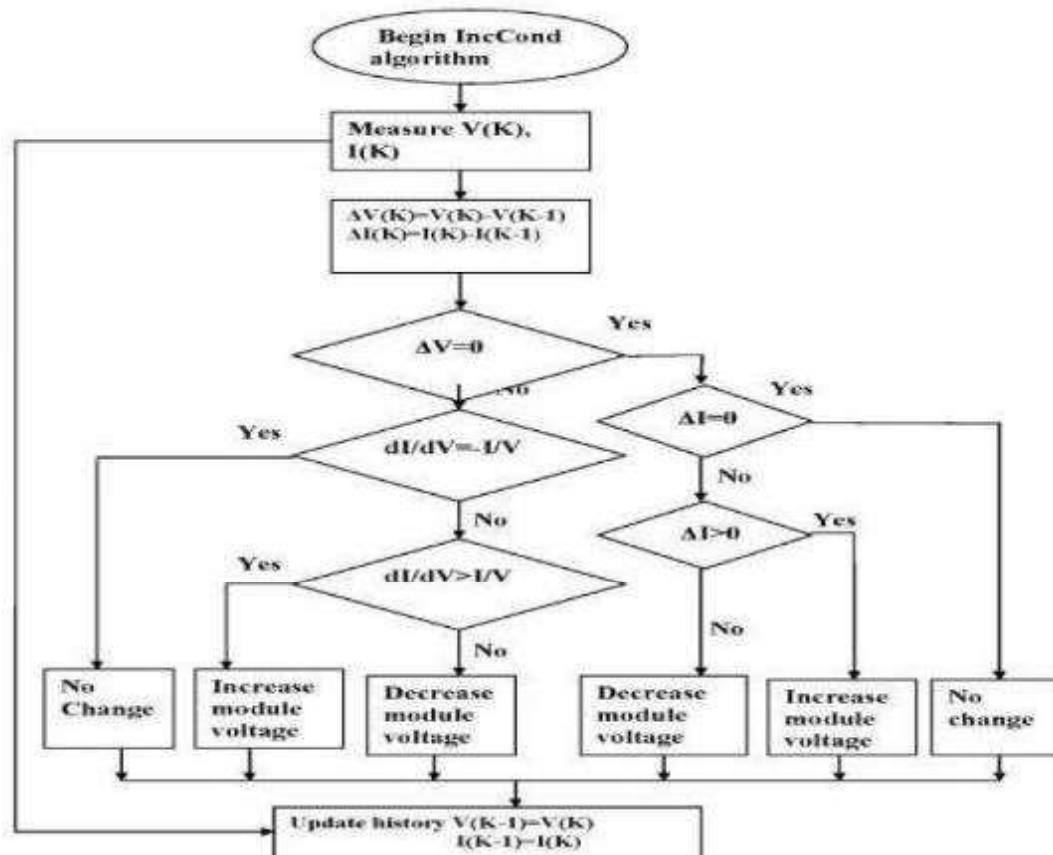 Begin IncCond
algorithm
Measure V(K),
I(K)
ΔV(K)=V(K)-V(K-1)
ΔI(K)=I(K)-I(K-1)
ΔV=0
Yes
No
ΔI=0
Yes
Yes
dI/dV=-I/V
No
No
ΔI>0
Yes
Yes
dI/dV>I/V
No
No
No
Change
Increase
module
voltage
Decrease
module
voltage
Decrease
module
voltage
Increase
module
voltage
No
change
Update history V(K-1)=V(K)
I(K-1)=I(K)